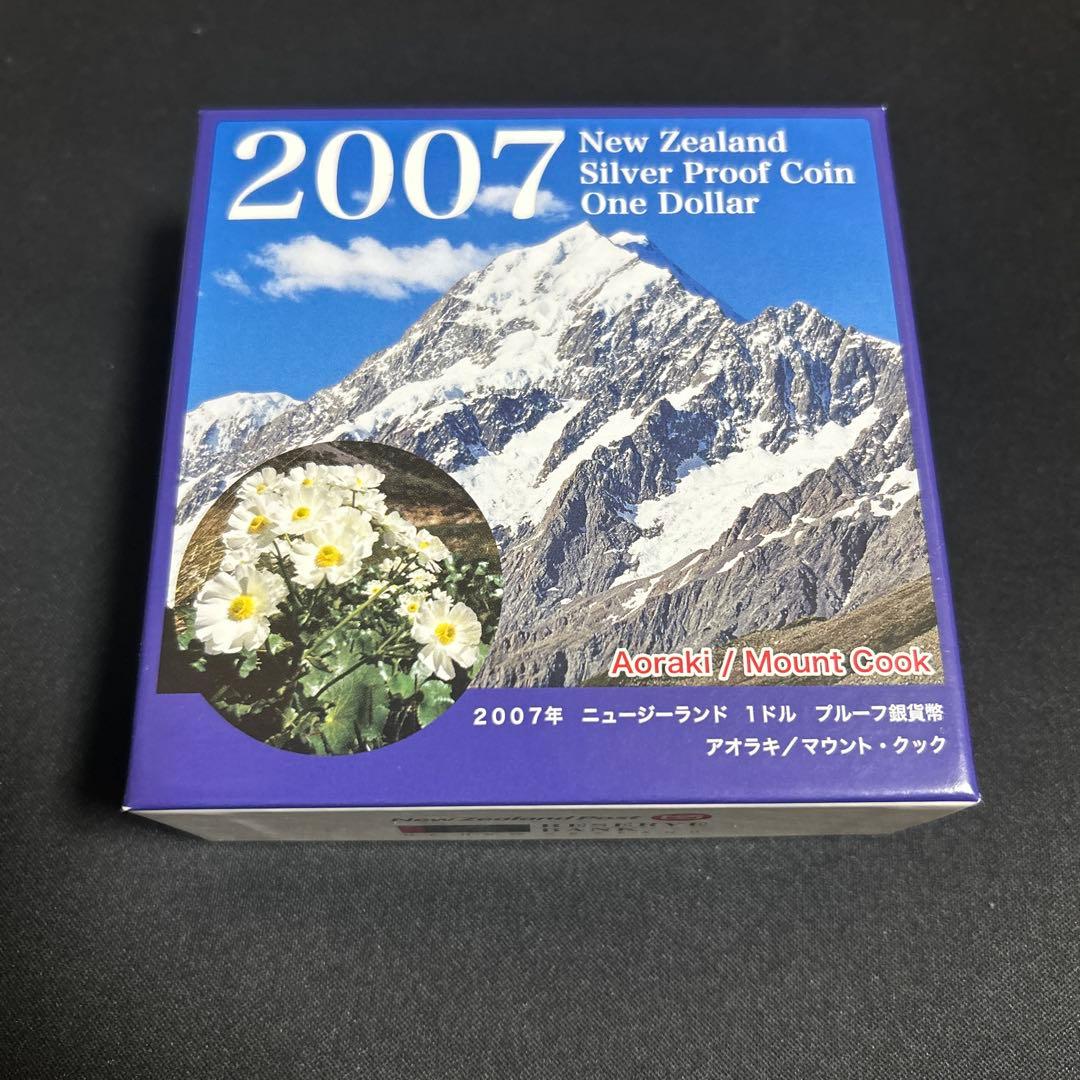 2007
New Zealand
Silver Proof Coin
One Dollar
Aoraki / Mount Cook
2007年 ニュージーランド 1ドル プルーフ銀貨幣
アオラキ／マウント・クック
New Zealand Post
RESERVE
BANK